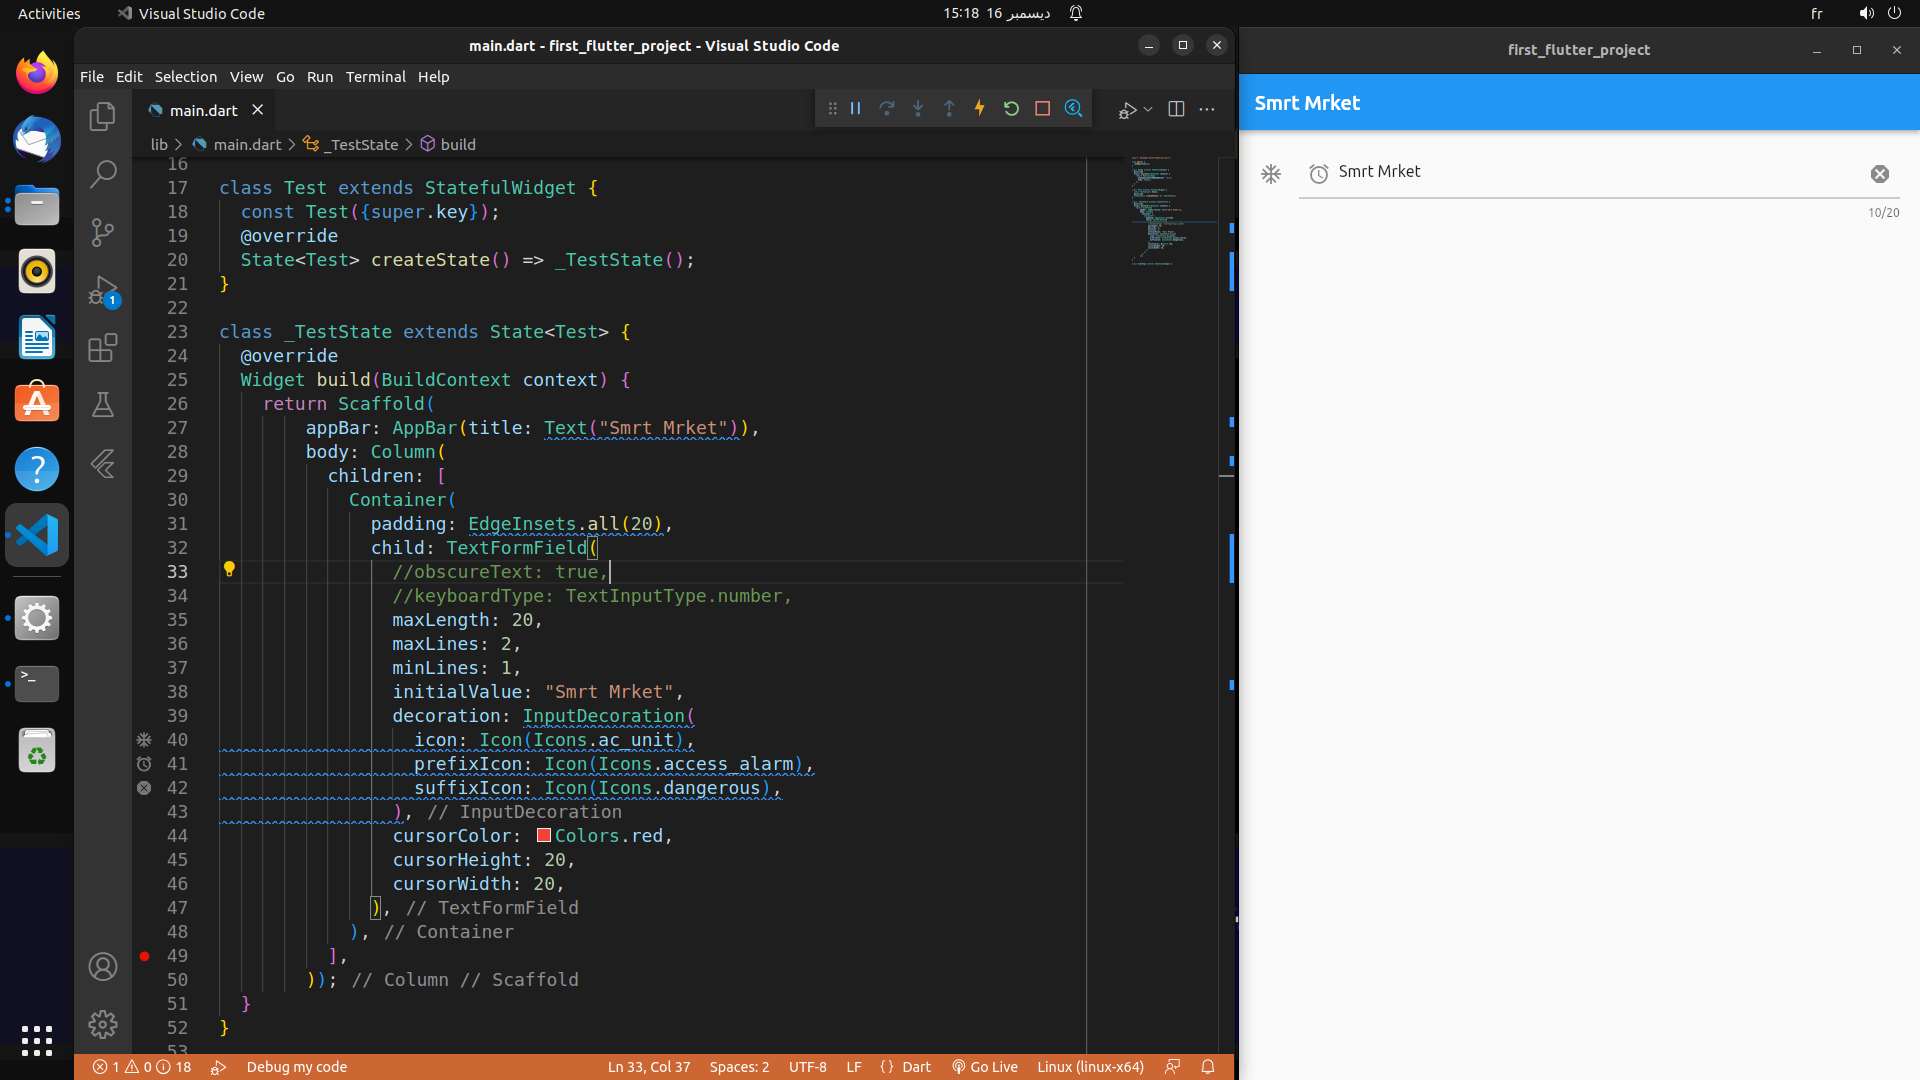 Activities
Visual Studio Code
15:18 16 ديسمبر
fr
main.dart - first_flutter_project - Visual Studio Code
File Edit Selection View Go Run Terminal Help
main.dart
lib > main.dart > _TestState > build
16
17 class Test extends StatefulWidget {
18 const Test({super.key});
19 @override
20 State<Test> createState() => _TestState();
21 }
22
23 class _TestState extends State<Test> {
24 @override
25 Widget build(BuildContext context) {
26 return Scaffold(
27 appBar: AppBar(title: Text("Smrt Mrket")),
28 body: Column(
29 children: [
30 Container(
31 padding: EdgeInsets.all(20),
32 child: TextFormField(
33 //obscureText: true,
34 //keyboardType: TextInputType.number,
35 maxLength: 20,
36 maxLines: 2,
37 minLines: 1,
38 initialValue: "Smrt Mrket",
39 decoration: InputDecoration(
40 icon: Icon(Icons.ac_unit),
41 prefixIcon: Icon(Icons.access_alarm),
42 suffixIcon: Icon(Icons.dangerous),
43 ), // InputDecoration
44 cursorColor: Colors.red,
45 cursorHeight: 20,
46 cursorWidth: 20,
47 ), // TextFormField
48 ), // Container
49 ],
50 )); // Column // Scaffold
51 }
52 }
53
1
1 0 18 Debug my code
Ln 33, Col 37 Spaces: 2 UTF-8 LF {} Dart Go Live Linux (linux-x64)
first_flutter_project
Smrt Mrket
Smrt Mrket
10/20